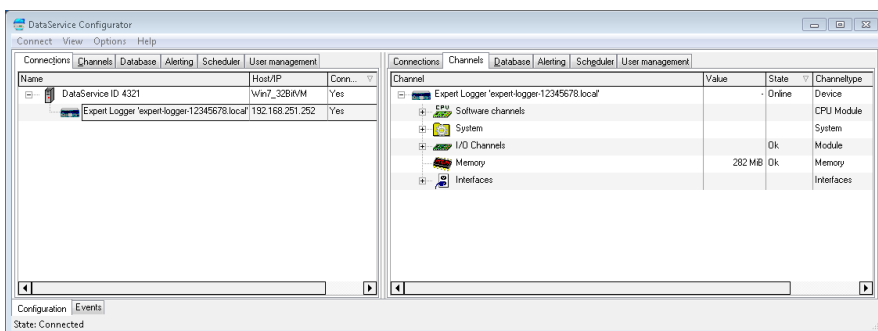 DataService Configurator
Connect View Options Help
Connections Channels Database Alerting Scheduler User management
Name Host/IP Conn...
DataService ID 4321 Win7_32BitVM Yes
Expert Logger 'expert-logger-12345678.local' 192.168.251.252 Yes
Connections Channels Database Alerting Scheduler User management
Channel Value State Channeltype
Expert Logger 'expert-logger-12345678.local' - Online Device
CPU Software channels CPU Module
System System
I/O Channels Ok Module
Memory 282 MiB Ok Memory
Interfaces Interfaces
Configuration Events
State: Connected